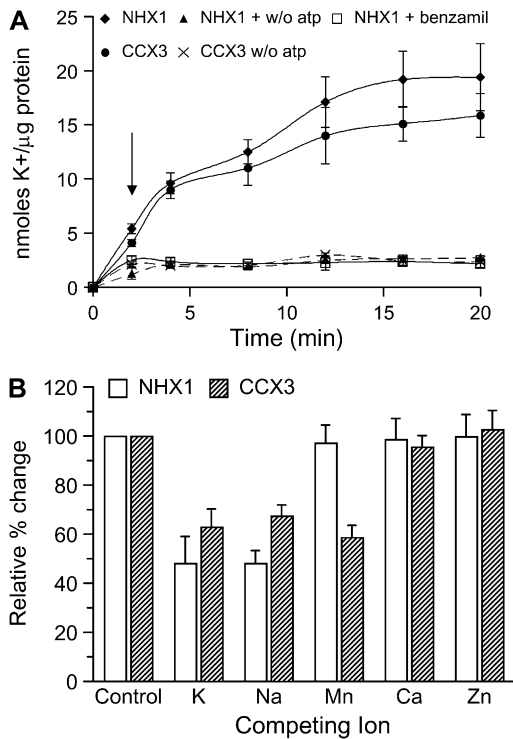 A
NHX1 NHX1 + w/o atp NHX1 + benzamil
CCX3 CCX3 w/o atp
nmoles K+/µg protein
25
20
15
10
5
0
0 5 10 15 20
Time (min)
B
NHX1 CCX3
Relative % change
120
100
80
60
40
20
0
Control K Na Mn Ca Zn
Competing Ion